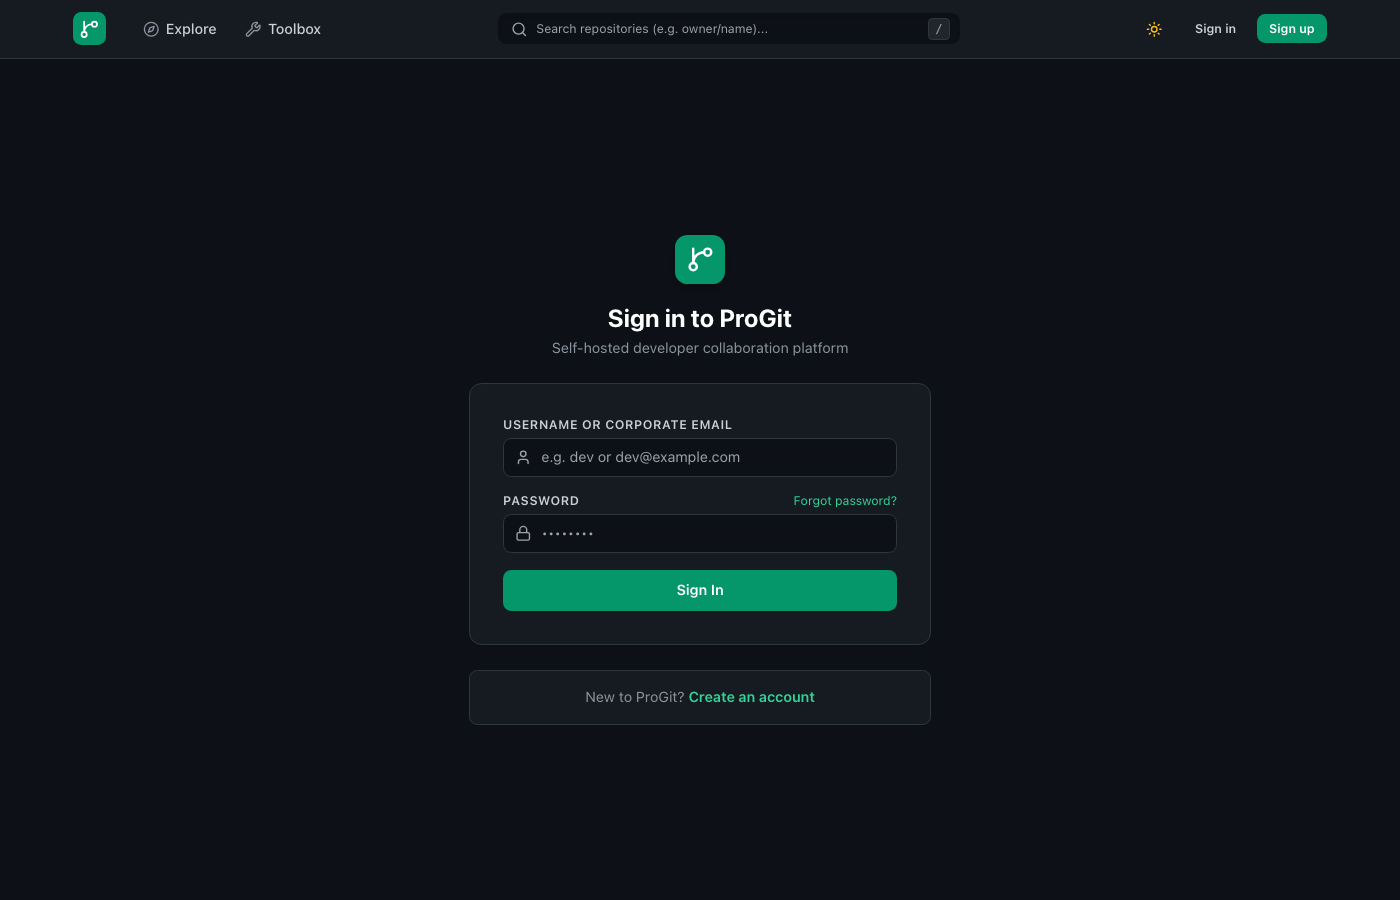 Explore
Toolbox
Search repositories (e.g. owner/name)...
/
Sign in
Sign up
Sign in to ProGit
Self-hosted developer collaboration platform
USERNAME OR CORPORATE EMAIL
e.g. dev or dev@example.com
PASSWORD
Forgot password?
••••••••
Sign In
New to ProGit? Create an account